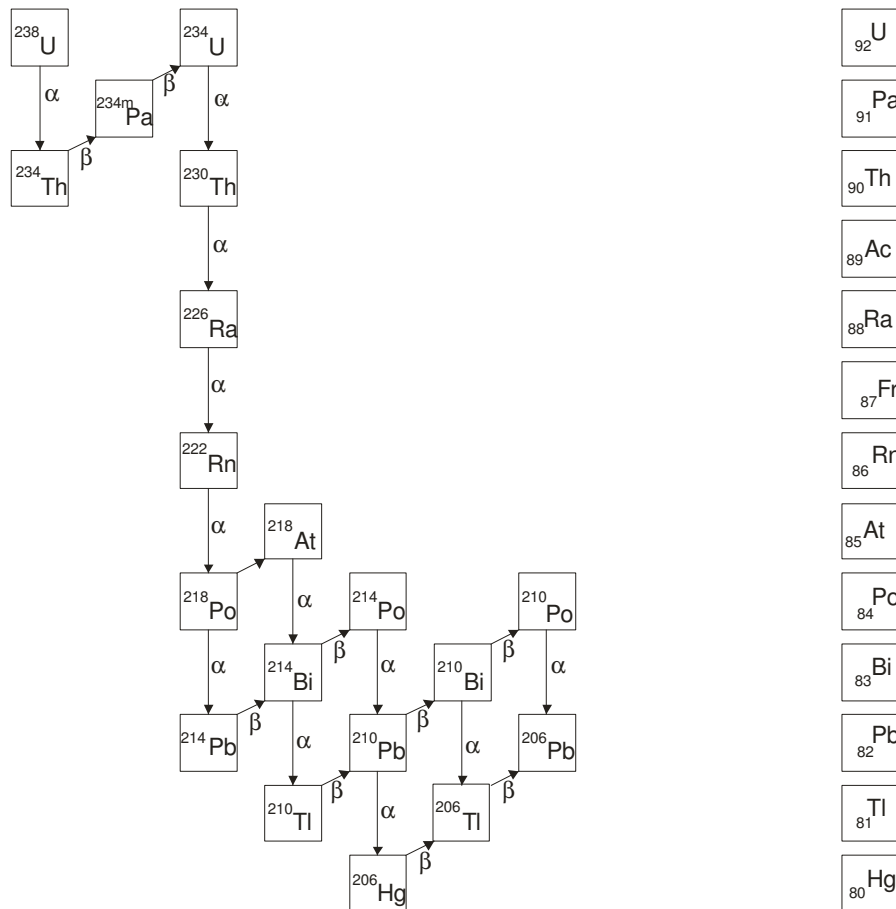 238U 234U 92U
α β α
234mPa 91Pa
β
234Th 230Th 90Th
α 89Ac
226Ra 88Ra
α 87Fr
222Rn 86Rn
α 218At 85At
218Po α 214Po 210Po 84Po
β β
α 214Bi α 210Bi α 83Bi
β β
214Pb α 210Pb α 206Pb 82Pb
β β
210Tl α 206Tl 81Tl
β
206Hg 80Hg